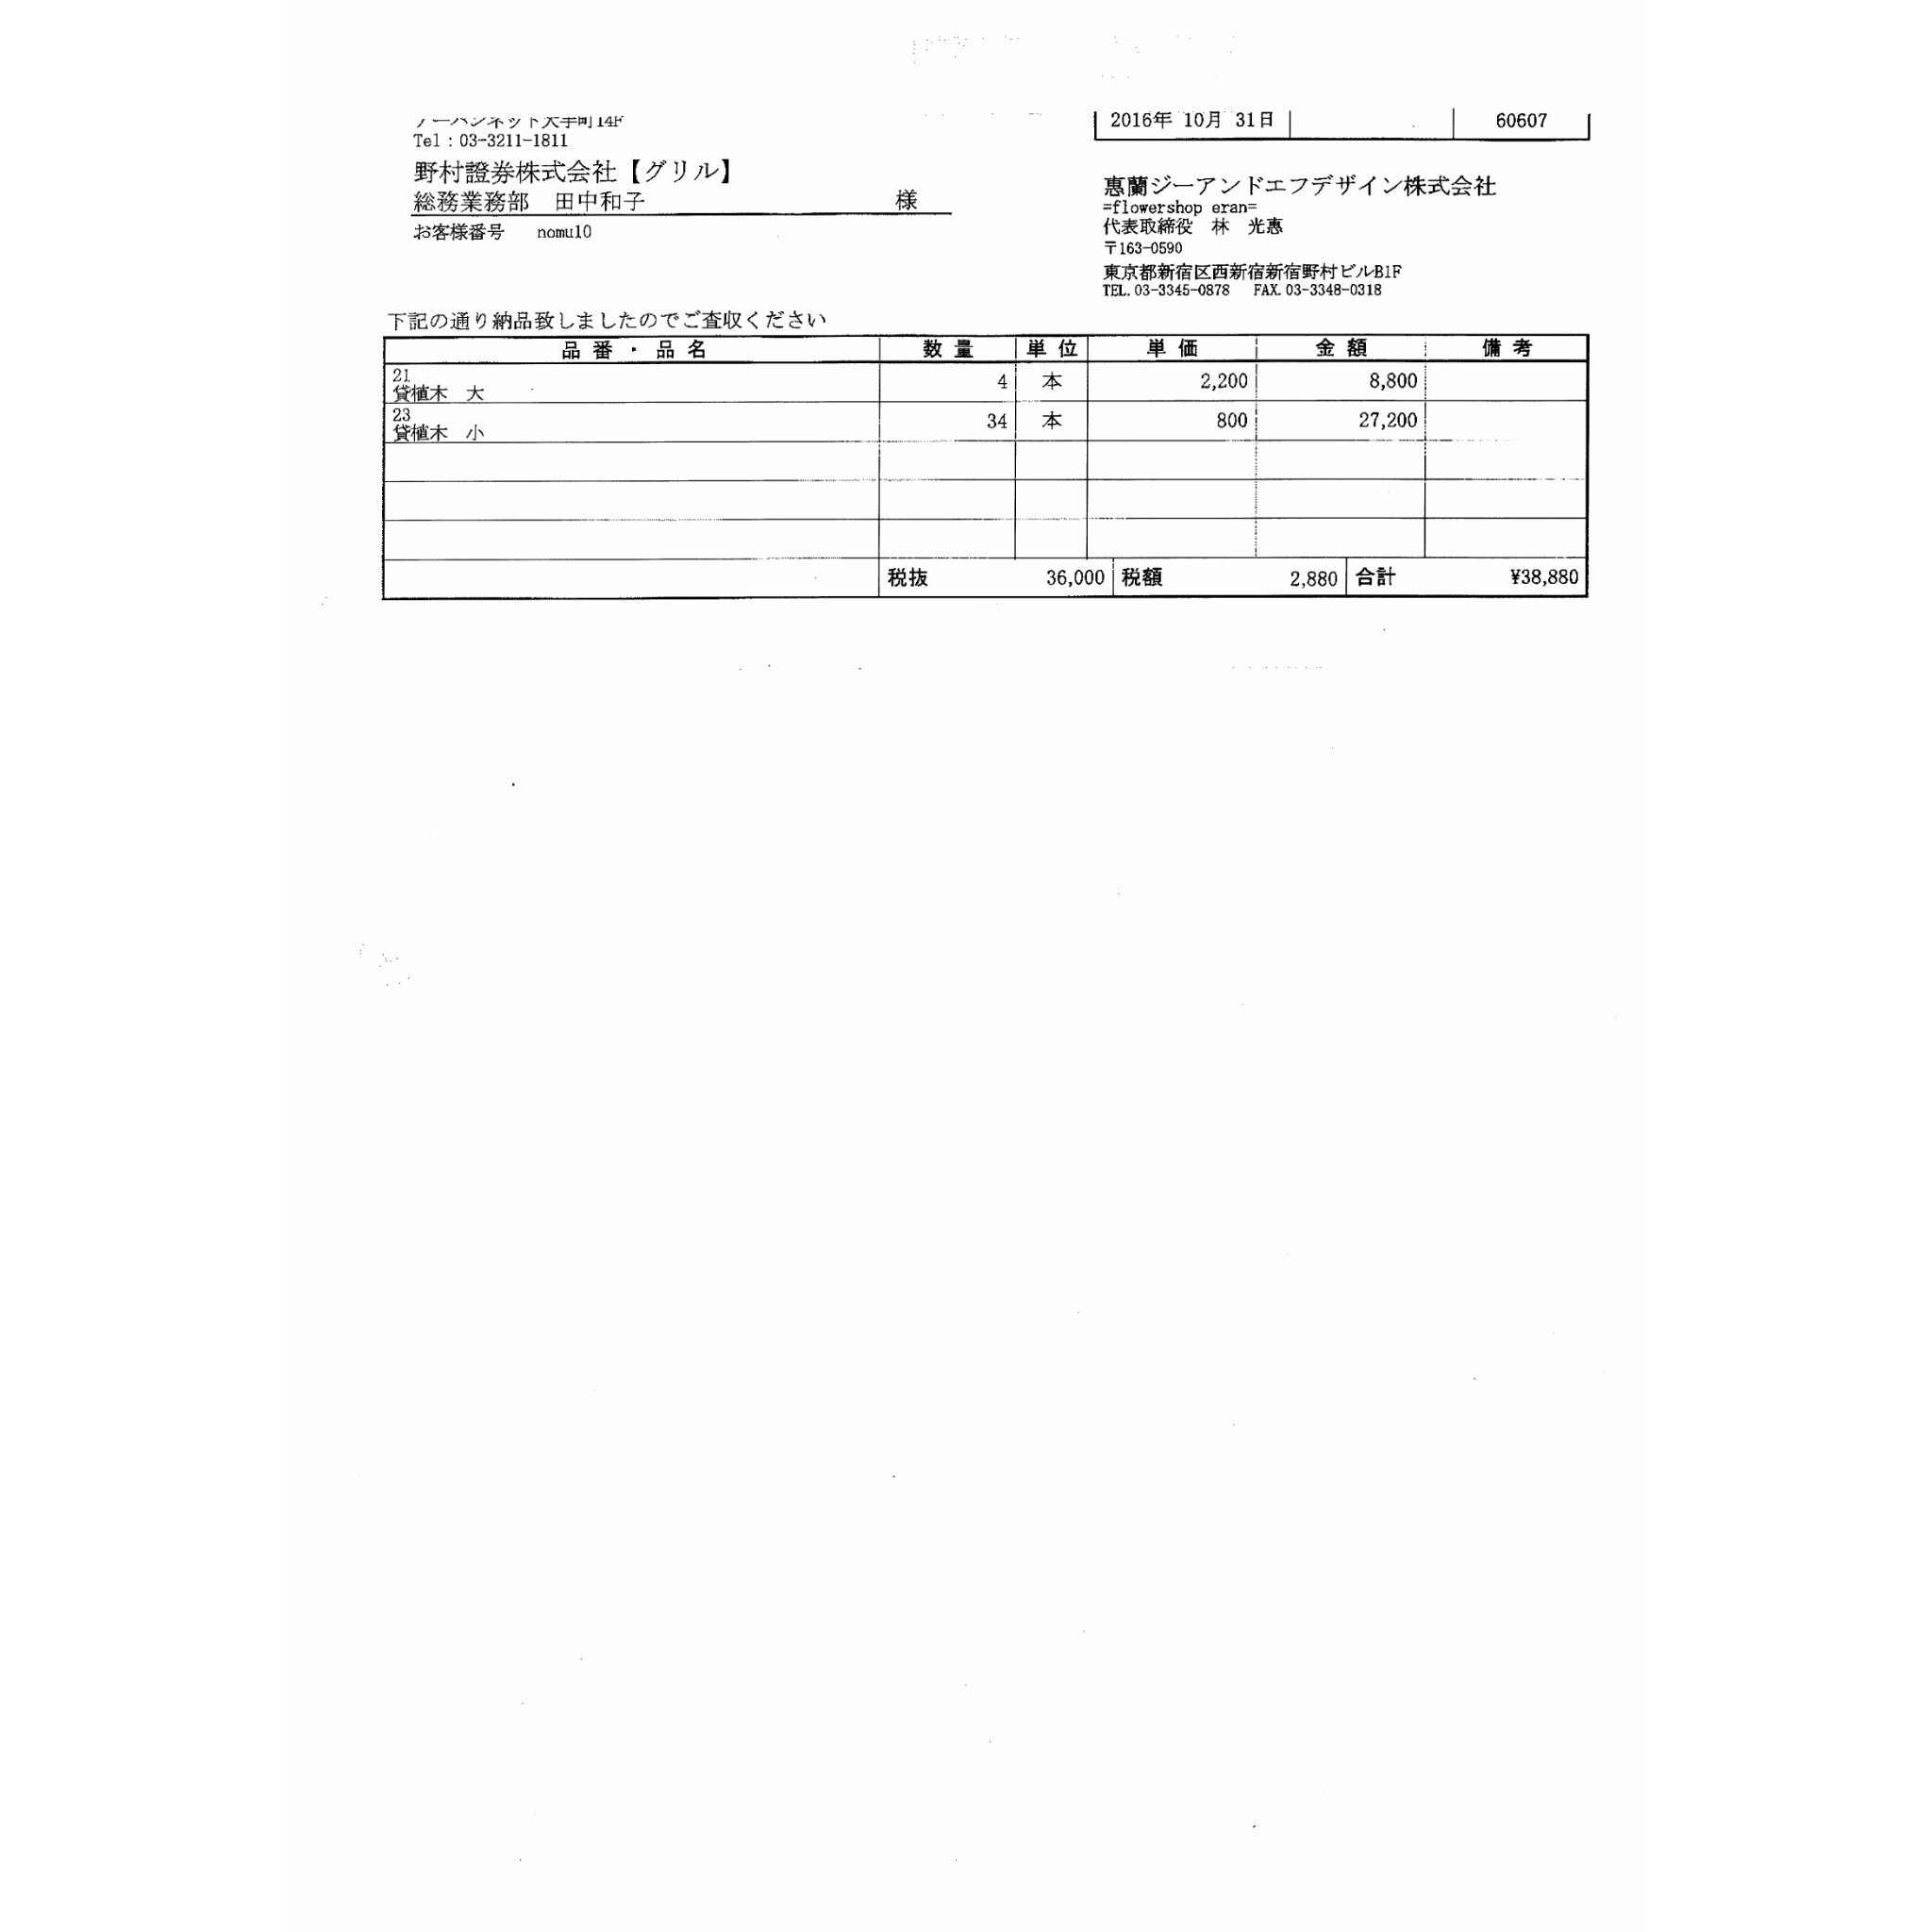 アーバンネット大手町14F
Tel：03-3211-1811
野村證券株式会社【グリル】
総務業務部　田中和子　様
お客様番号　nomu10
2016年 10月 31日　60607
恵蘭ジーアンドエフデザイン株式会社
=flowershop eran=
代表取締役　林　光惠
〒163-0590
東京都新宿区西新宿新宿野村ビルB1F
TEL. 03-3345-0878　FAX. 03-3348-0318
下記の通り納品致しましたのでご査収ください
品番・品名　数量　単位　単価　金額　備考
21
貸植木　大　4　本　2,200　8,800
23
貸植木　小　34　本　800　27,200
税抜　36,000　税額　2,880　合計　¥38,880